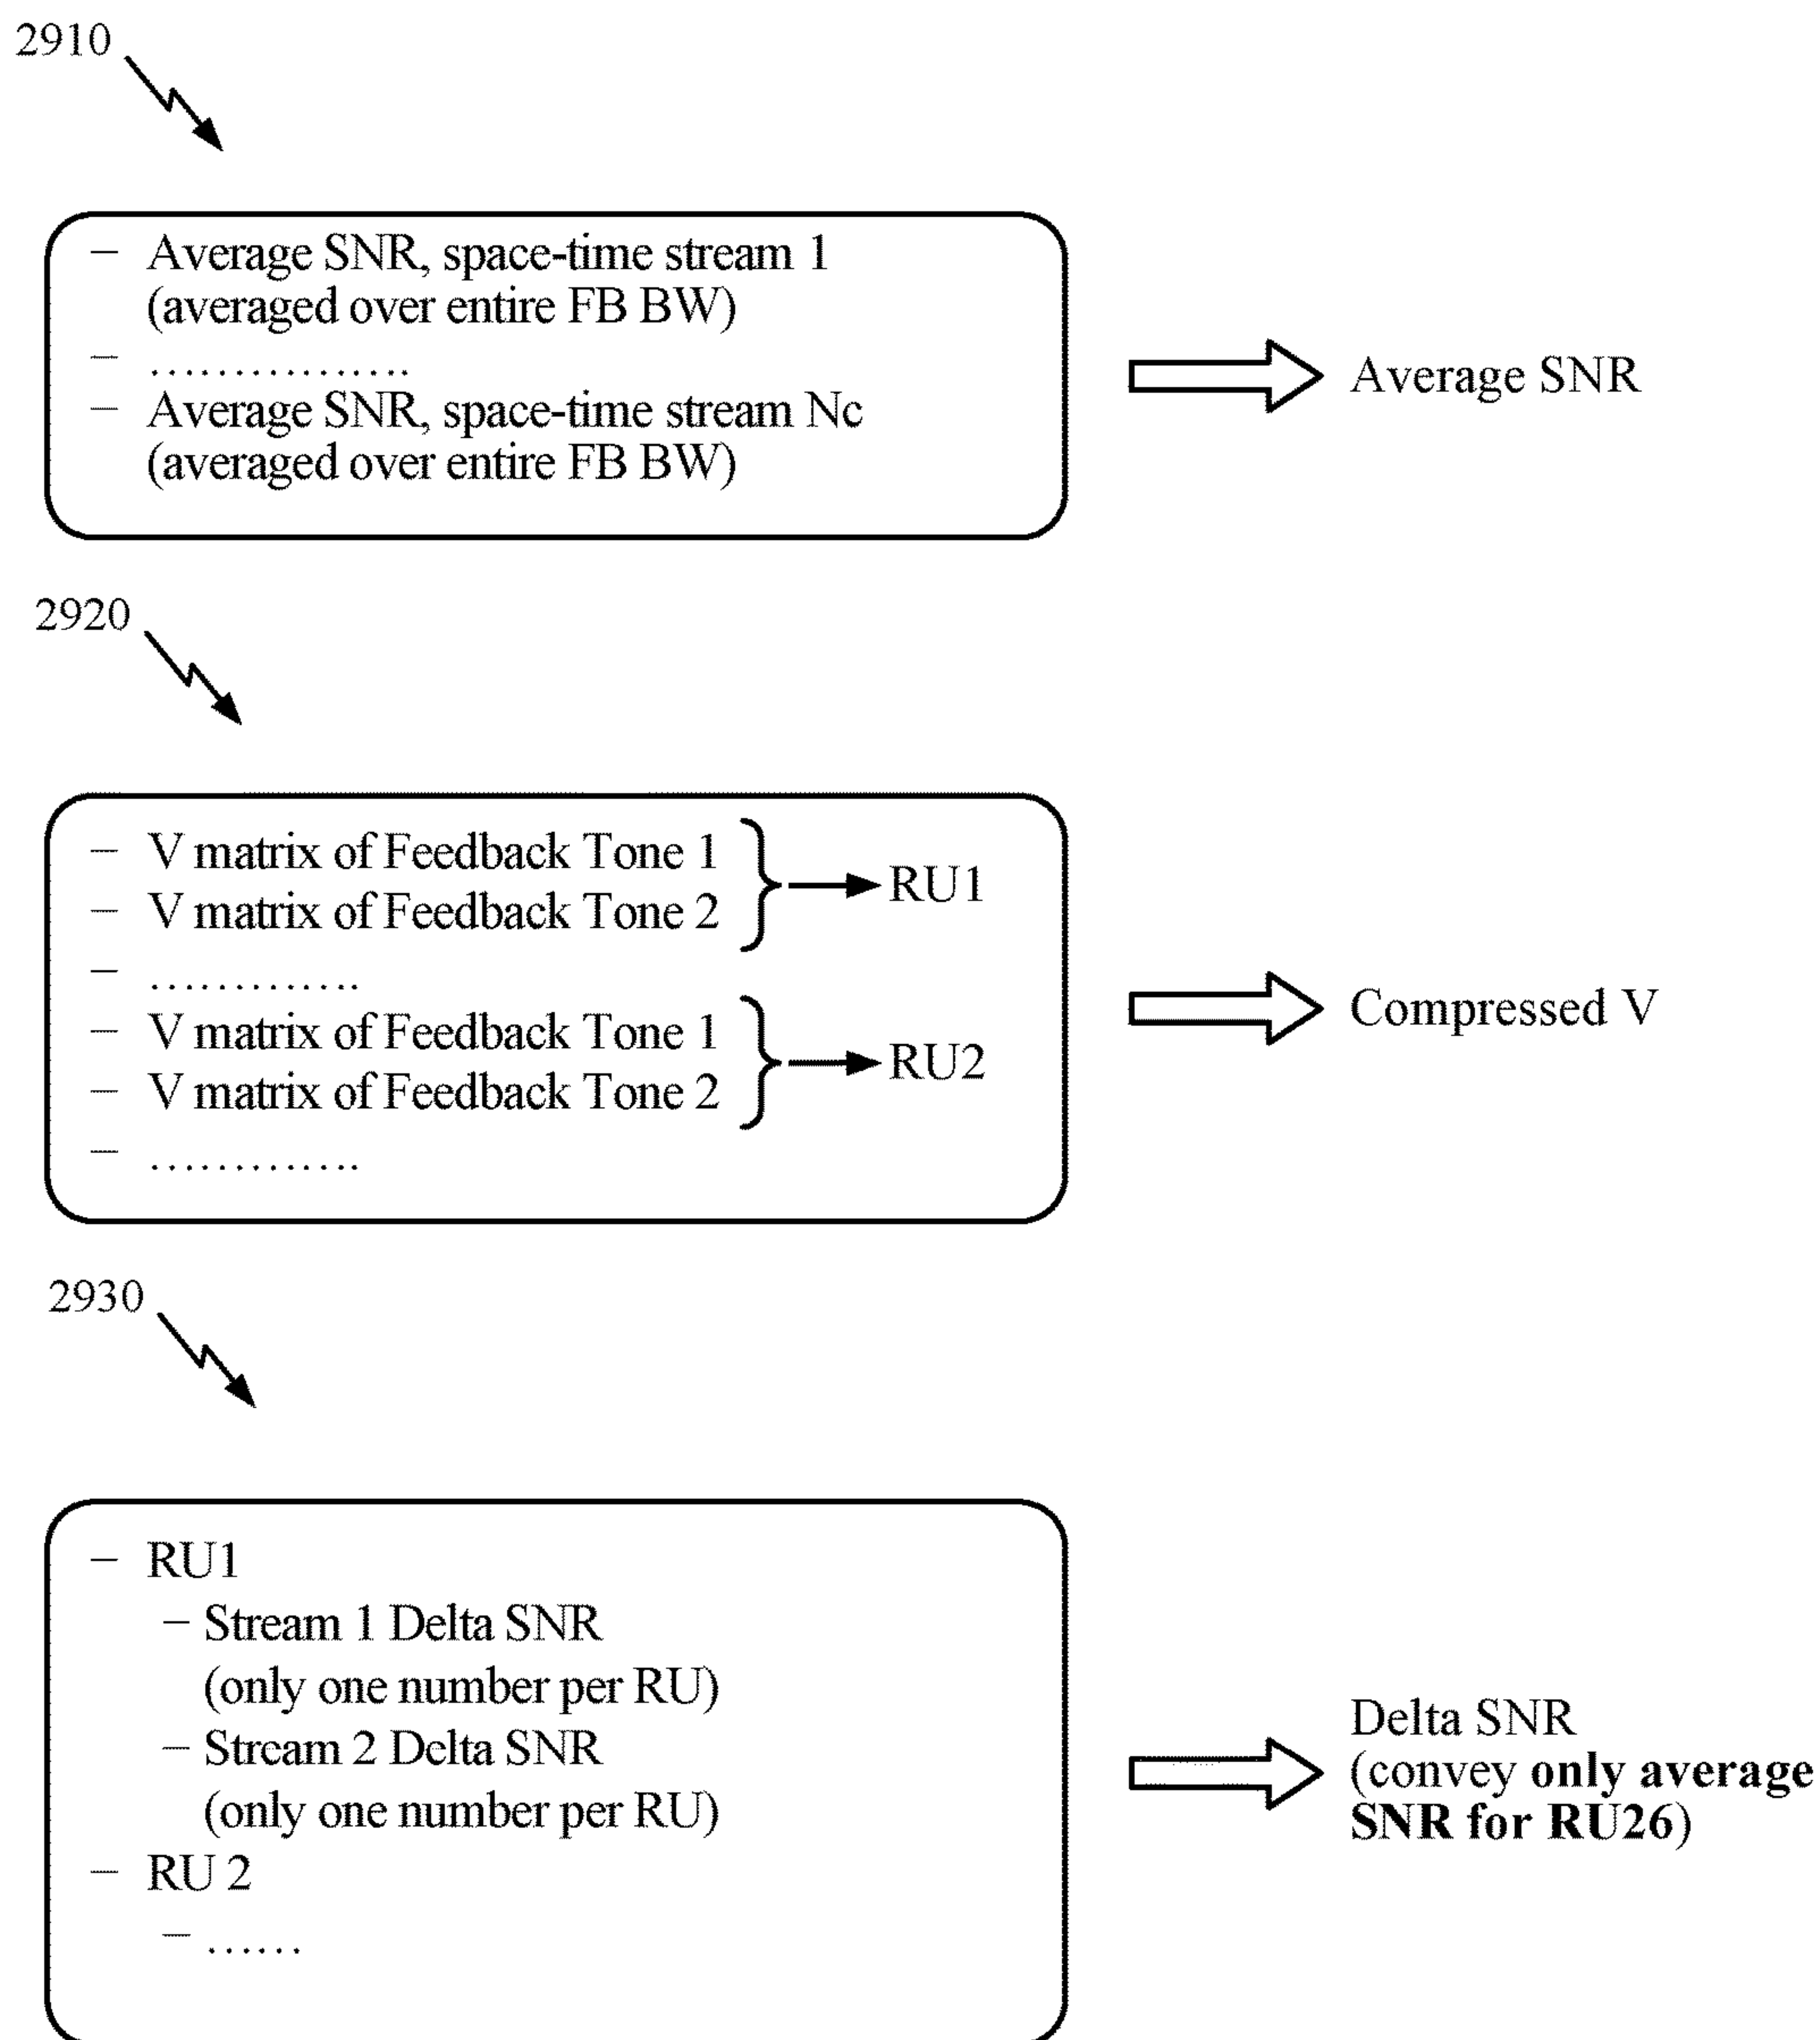 2910
– Average SNR, space-time stream 1
(averaged over entire FB BW)
– ................
– Average SNR, space-time stream Nc
(averaged over entire FB BW)
Average SNR
2920
– V matrix of Feedback Tone 1
– V matrix of Feedback Tone 2
RU1
– .............
– V matrix of Feedback Tone 1
– V matrix of Feedback Tone 2
RU2
– .............
Compressed V
2930
– RU1
– Stream 1 Delta SNR
(only one number per RU)
– Stream 2 Delta SNR
(only one number per RU)
– RU 2
– ......
Delta SNR
(convey only average
SNR for RU26)